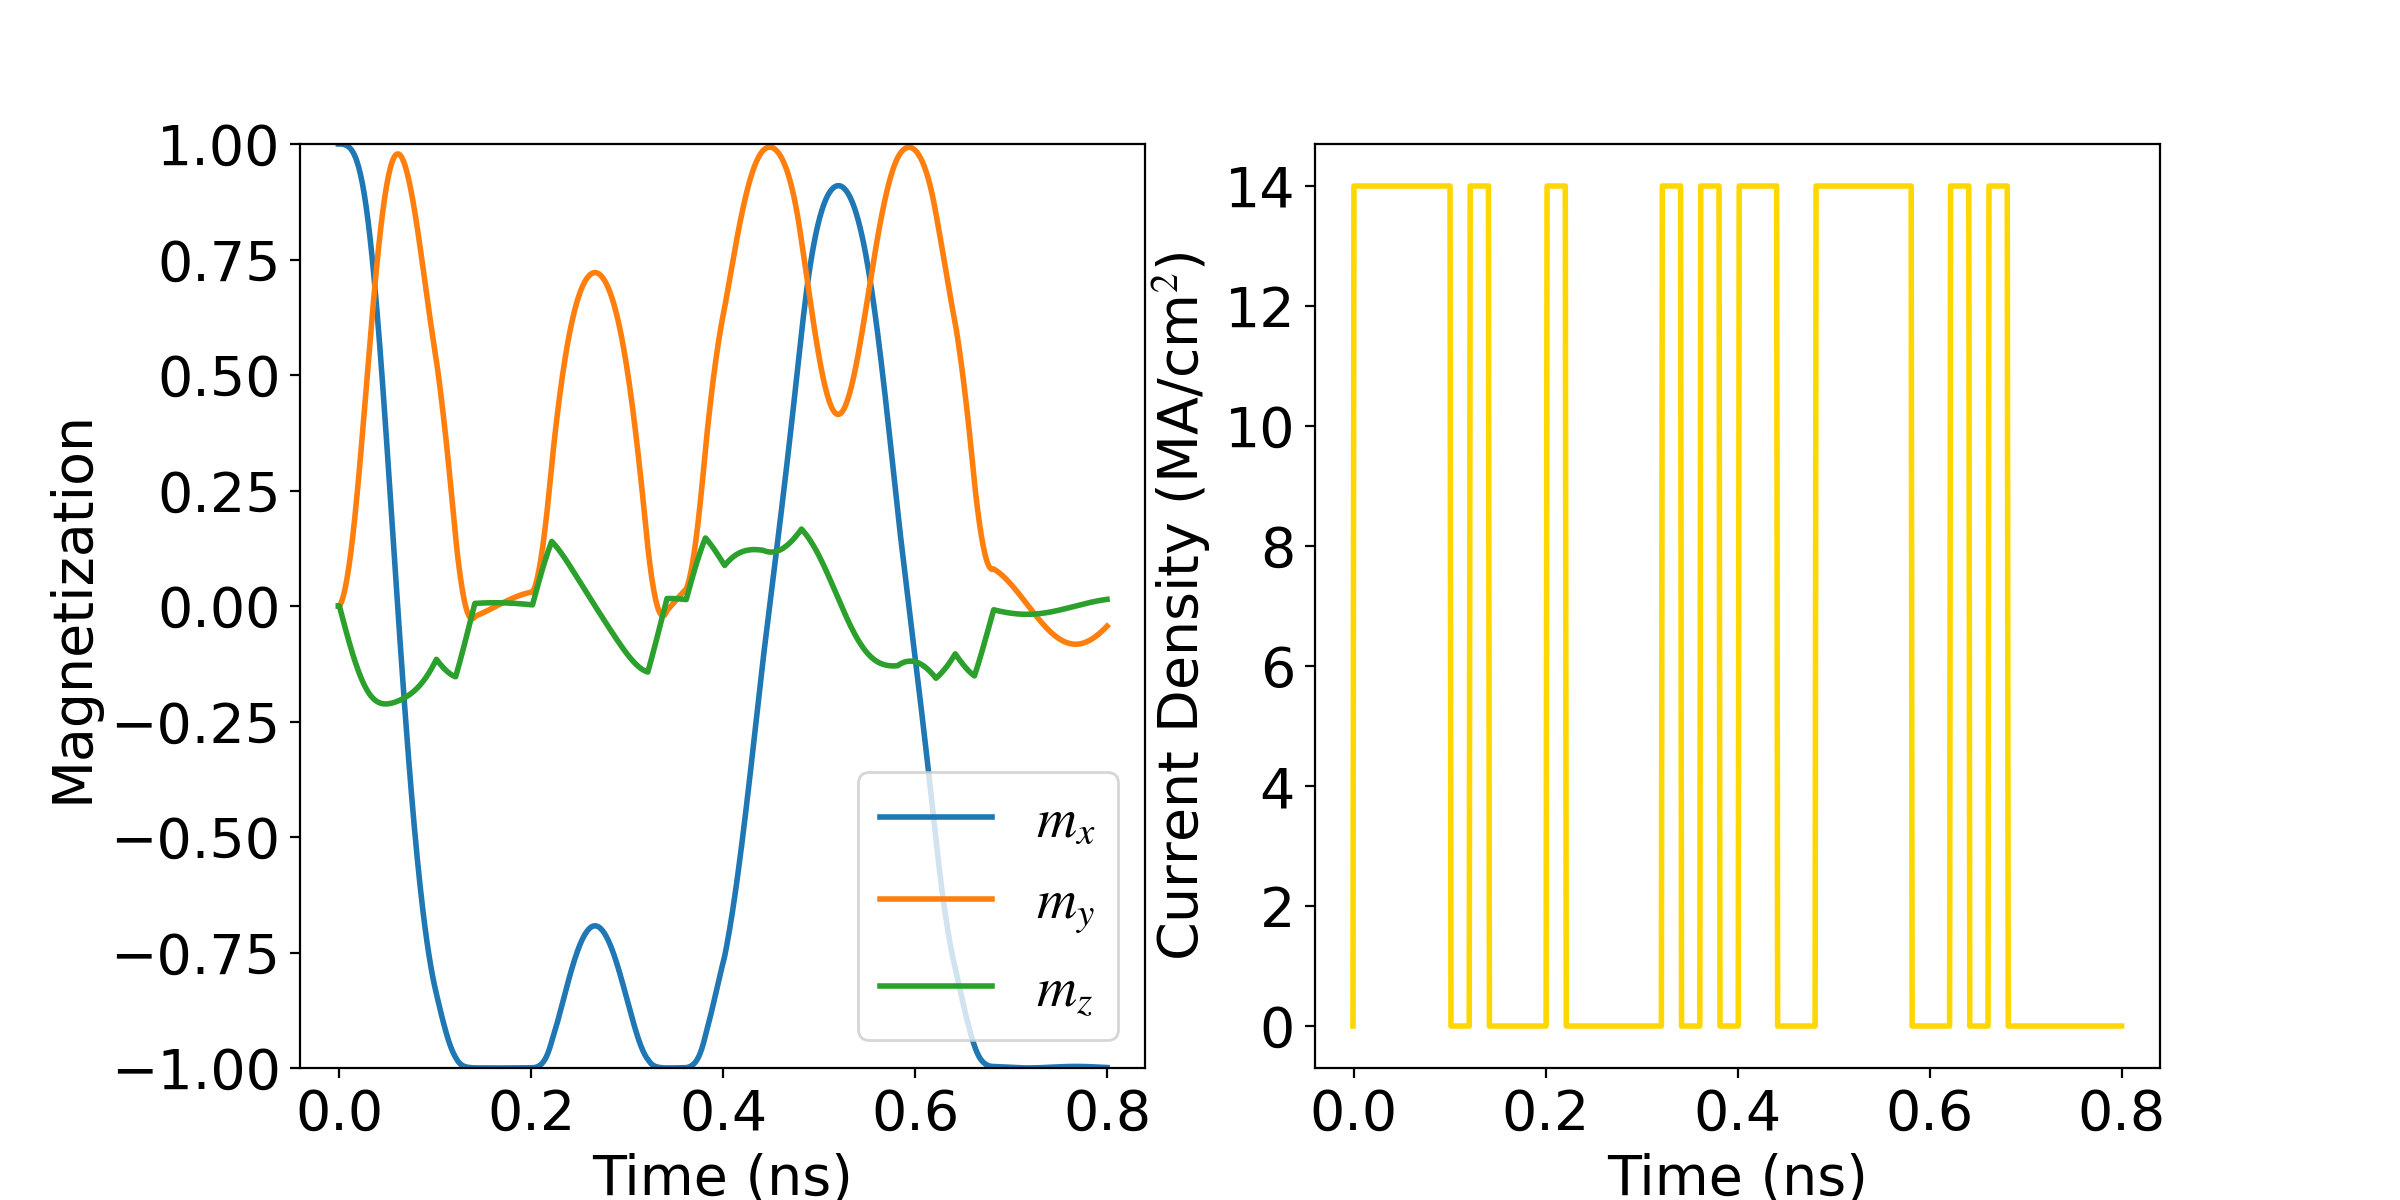 1.00
0.75
0.50
0.25
0.00
−0.25
−0.50
−0.75
−1.00
Magnetization
0.0 0.2 0.4 0.6 0.8
Time (ns)
m_x
m_y
m_z
14
12
10
8
6
4
2
0
Current Density (MA/cm²)
0.0 0.2 0.4 0.6 0.8
Time (ns)